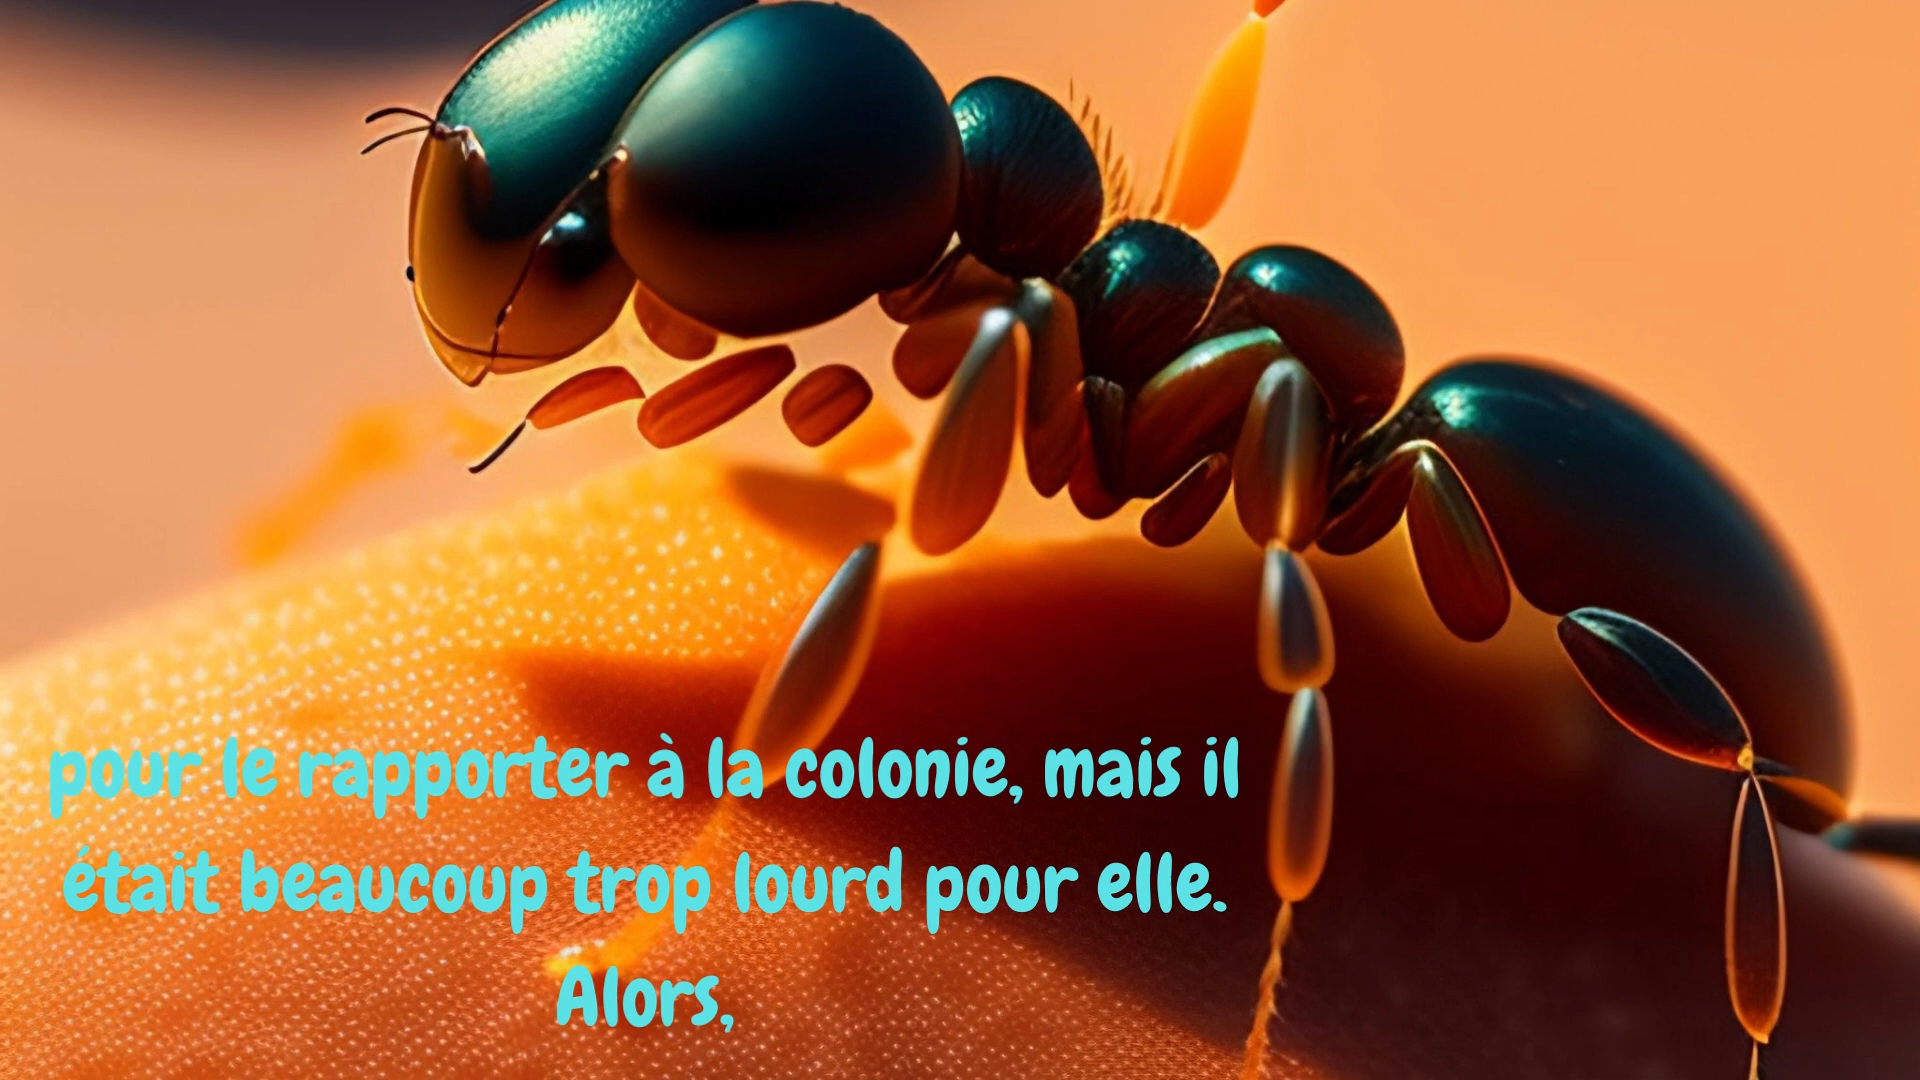 pour le rapporter à la colonie, mais il
était beaucoup trop lourd pour elle.
Alors,